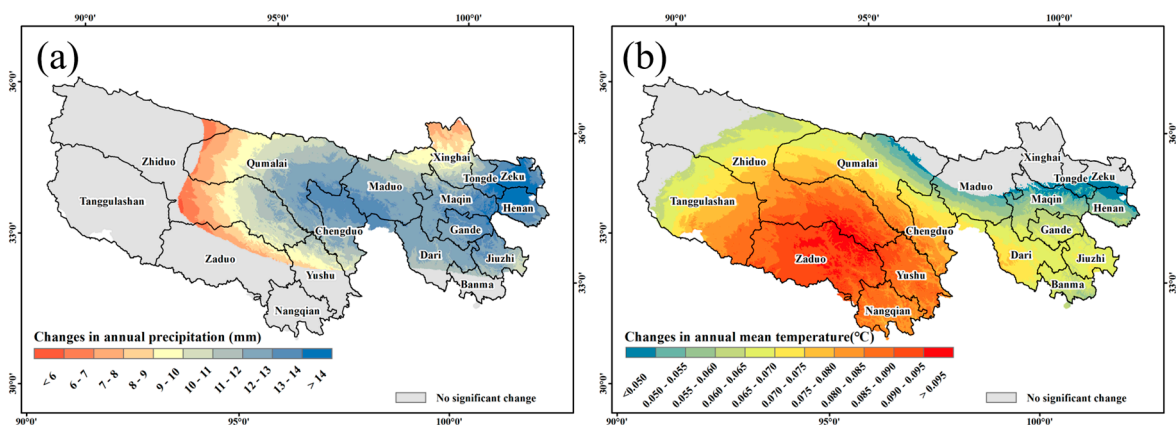 90°0' 95°0' 100°0'
(a)
36°0'
36°0'
Xinghai
Zhiduo
Qumalai
Tongde
Zeku
Maduo
Tanggulashan
Maqin
Henan
33°0'
Chengduo
Gande
Zaduo
Dari
Jiuzhi
Yushu
Banma
33°0'
Nangqian
Changes in annual precipitation (mm)
< 6
6 - 7
7 - 8
8 - 9
9 - 10
10 - 11
11 - 12
12 - 13
13 - 14
> 14
30°0'
No significant change
90°0' 95°0' 100°0'
90°0' 95°0' 100°0'
(b)
36°0'
36°0'
Xinghai
Zhiduo
Qumalai
Tongde
Zeku
Maduo
Tanggulashan
Maqin
Henan
33°0'
Chengduo
Gande
Zaduo
Dari
Jiuzhi
Yushu
Banma
33°0'
Nangqian
Changes in annual mean temperature(°C)
<0.050
0.050 - 0.055
0.055 - 0.060
0.060 - 0.065
0.065 - 0.070
0.070 - 0.075
0.075 - 0.080
0.080 - 0.085
0.085 - 0.090
0.090 - 0.095
> 0.095
30°0'
No significant change
90°0' 95°0' 100°0'